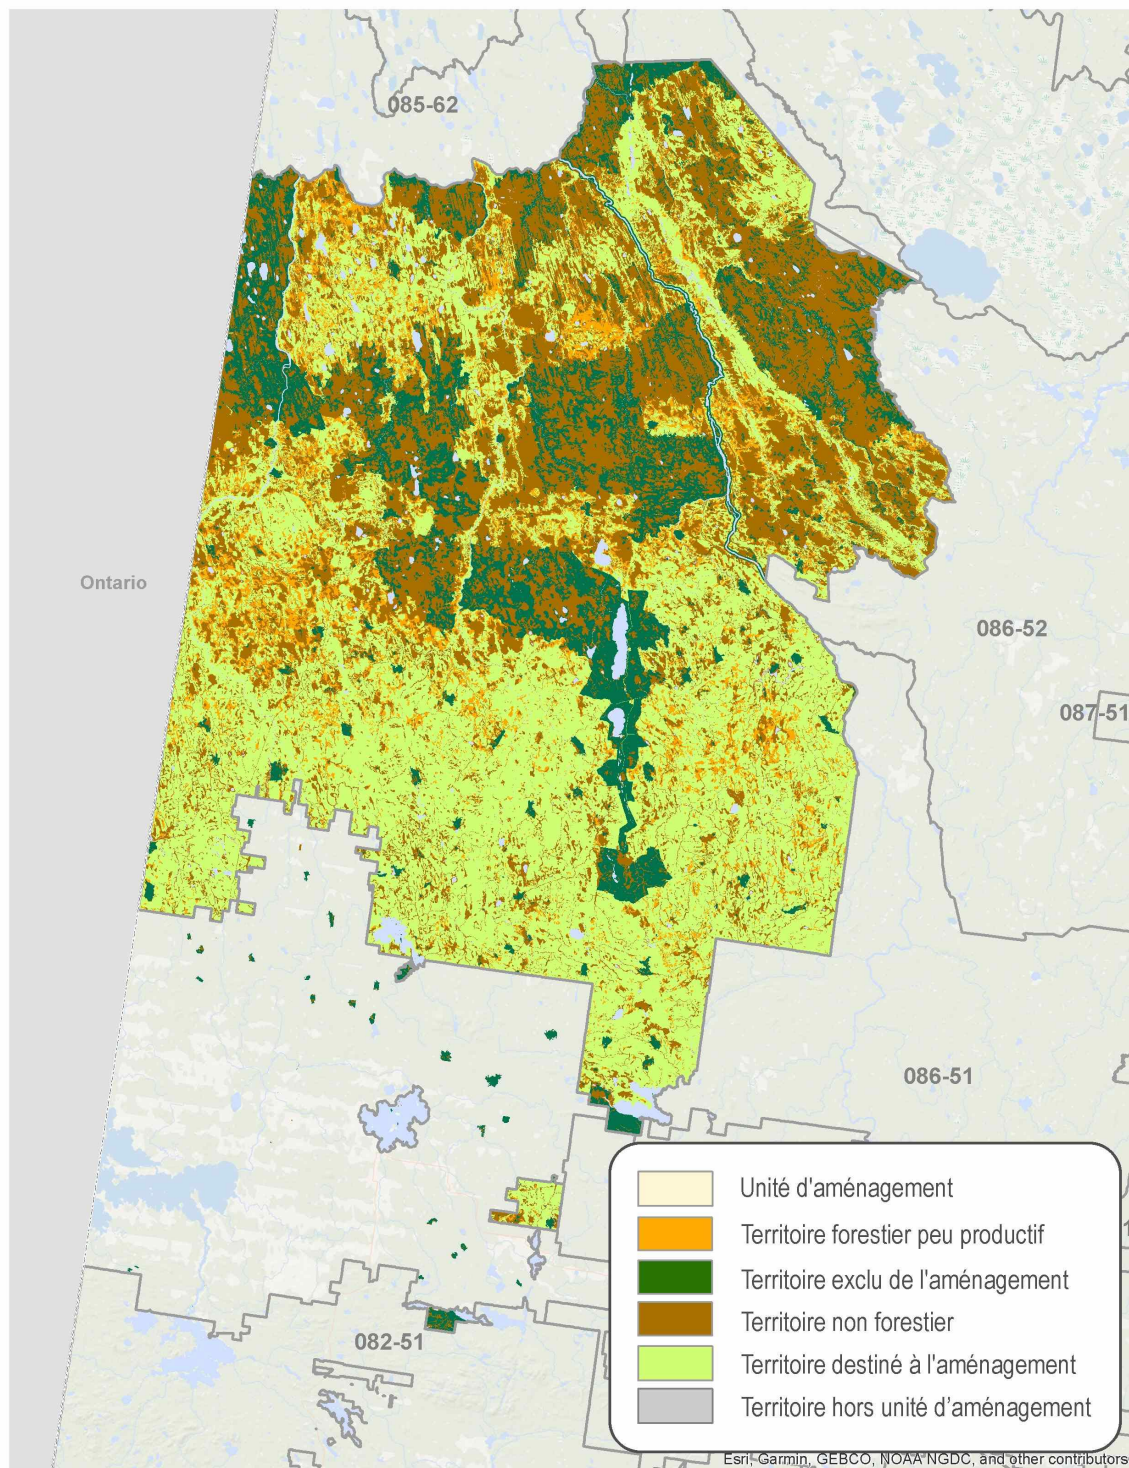 085-62
Ontario
086-52
087-51
086-51
082-51
Unité d'aménagement
Territoire forestier peu productif
Territoire exclu de l'aménagement
Territoire non forestier
Territoire destiné à l'aménagement
Territoire hors unité d’aménagement
Esri, Garmin, GEBCO, NOAA NGDC, and other contributors